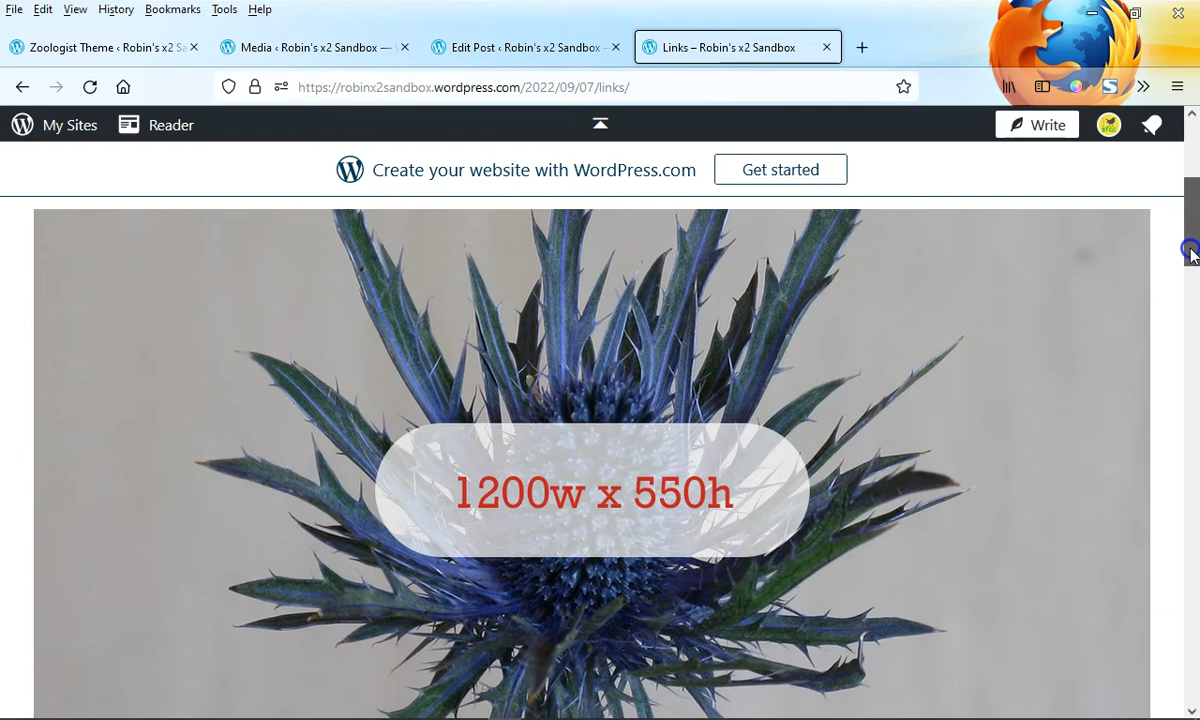 File Edit View History Bookmarks Tools Help
Zoologist Theme ‹ Robin's x2 Sa
Media ‹ Robin's x2 Sandbox —
Edit Post ‹ Robin's x2 Sandbox –
Links – Robin's x2 Sandbox
https://robinx2sandbox.wordpress.com/2022/09/07/links/
My Sites Reader Write
Create your website with WordPress.com Get started
1200w x 550h